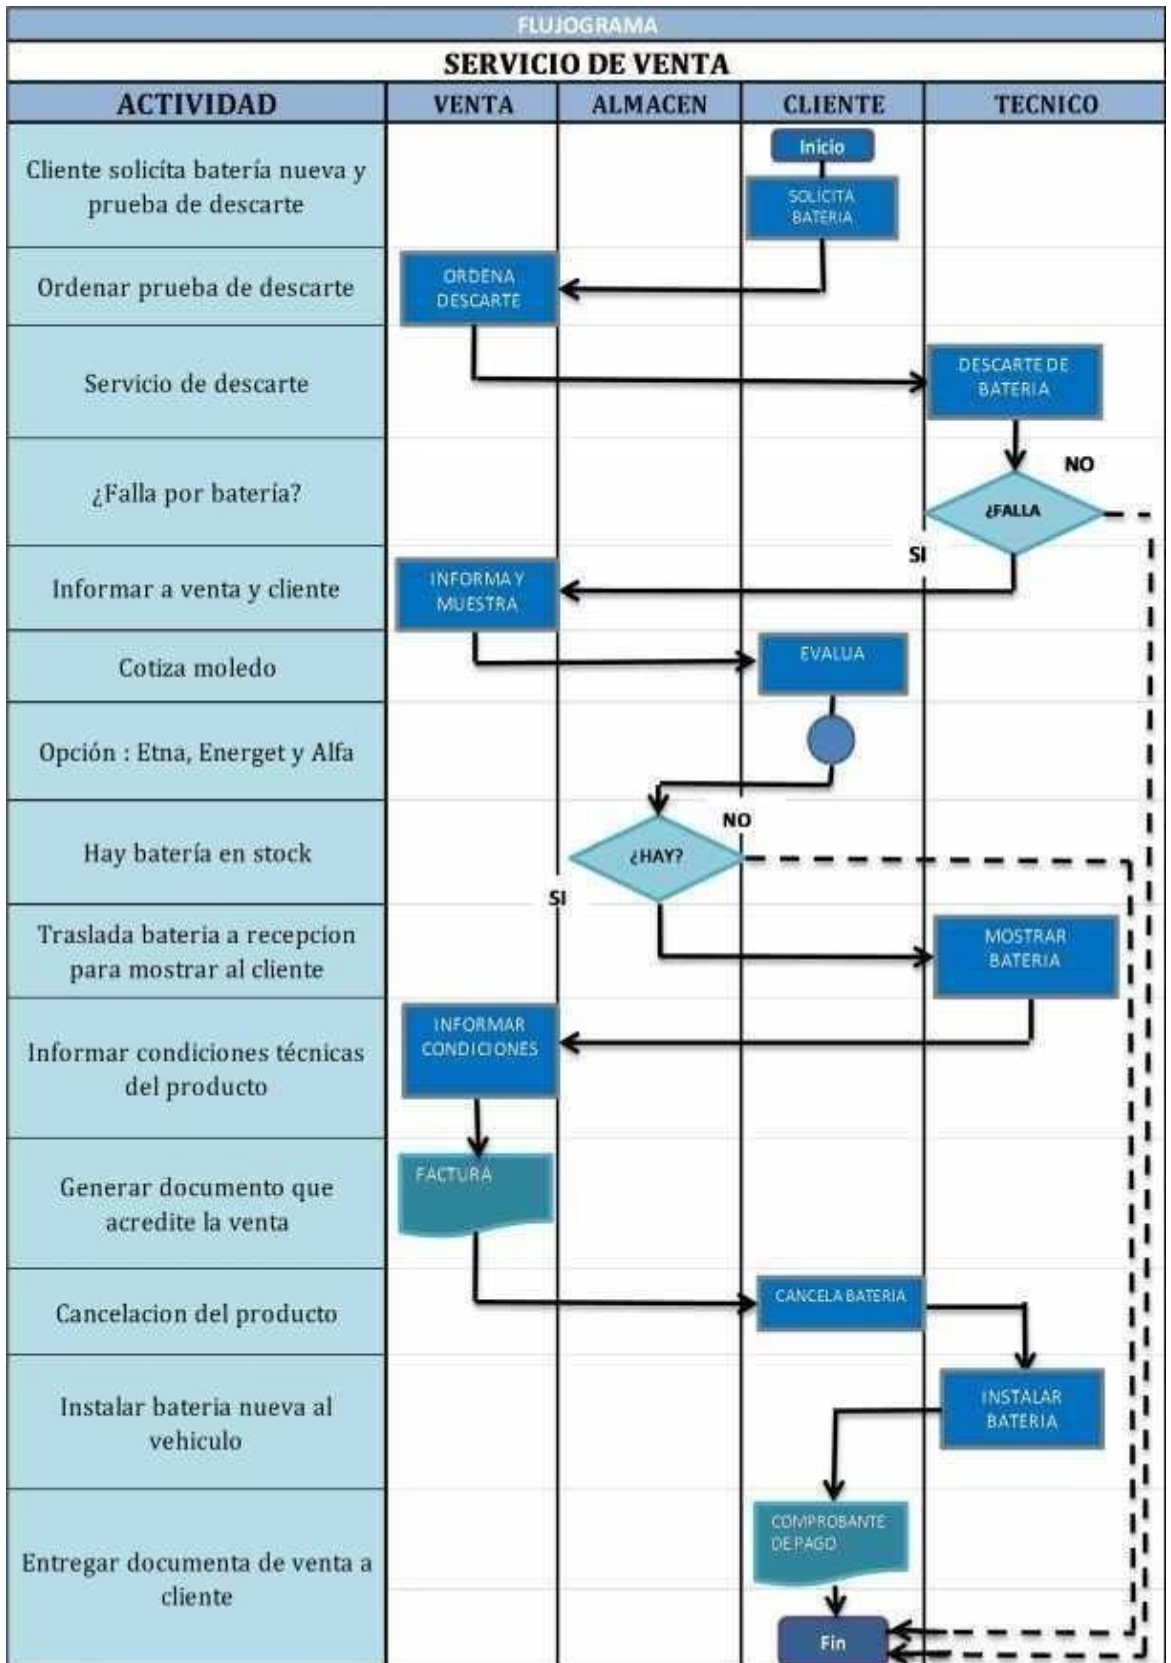 FLUJOGRAMA
SERVICIO DE VENTA
ACTIVIDAD VENTA ALMACEN CLIENTE TECNICO
Inicio
Cliente solicita batería nueva y
prueba de descarte
SOLICITA
BATERIA
Ordenar prueba de descarte
ORDENA
DESCARTE
Servicio de descarte
DESCARTE DE
BATERIA
NO
¿Falla por batería?
¿FALLA
SI
Informar a venta y cliente
INFORMA Y
MUESTRA
Cotiza moledo
EVALUA
Opción : Etna, Energet y Alfa
NO
Hay batería en stock
¿HAY?
SI
Traslada bateria a recepcion
para mostrar al cliente
MOSTRAR
BATERIA
Informar condiciones técnicas
del producto
INFORMAR
CONDICIONES
Generar documento que
acredite la venta
FACTURA
Cancelacion del producto
CANCELA BATERIA
Instalar bateria nueva al
vehiculo
INSTALAR
BATERIA
COMPROBANTE
DE PAGO
Entregar documenta de venta a
cliente
Fin